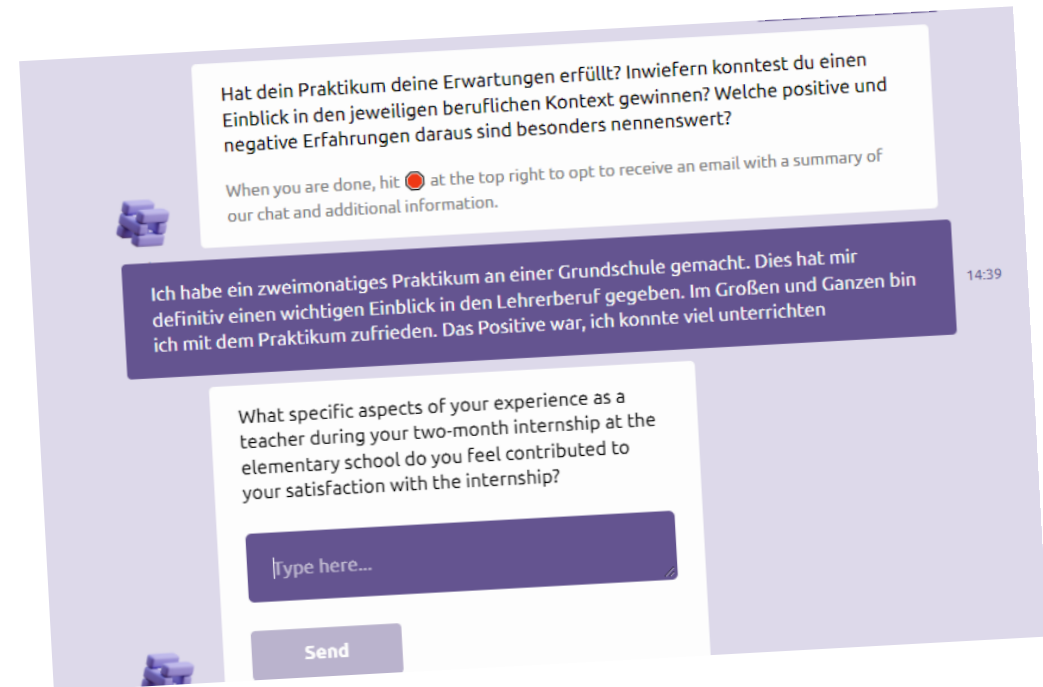 Hat dein Praktikum deine Erwartungen erfüllt? Inwiefern konntest du einen
Einblick in den jeweiligen beruflichen Kontext gewinnen? Welche positive und
negative Erfahrungen daraus sind besonders nennenswert?
When you are done, hit 🛑 at the top right to opt to receive an email with a summary of
our chat and additional information.
Ich habe ein zweimonatiges Praktikum an einer Grundschule gemacht. Dies hat mir
definitiv einen wichtigen Einblick in den Lehrerberuf gegeben. Im Großen und Ganzen bin
ich mit dem Praktikum zufrieden. Das Positive war, ich konnte viel unterrichten
14:39
What specific aspects of your experience as a
teacher during your two-month internship at the
elementary school do you feel contributed to
your satisfaction with the internship?
Type here...
Send